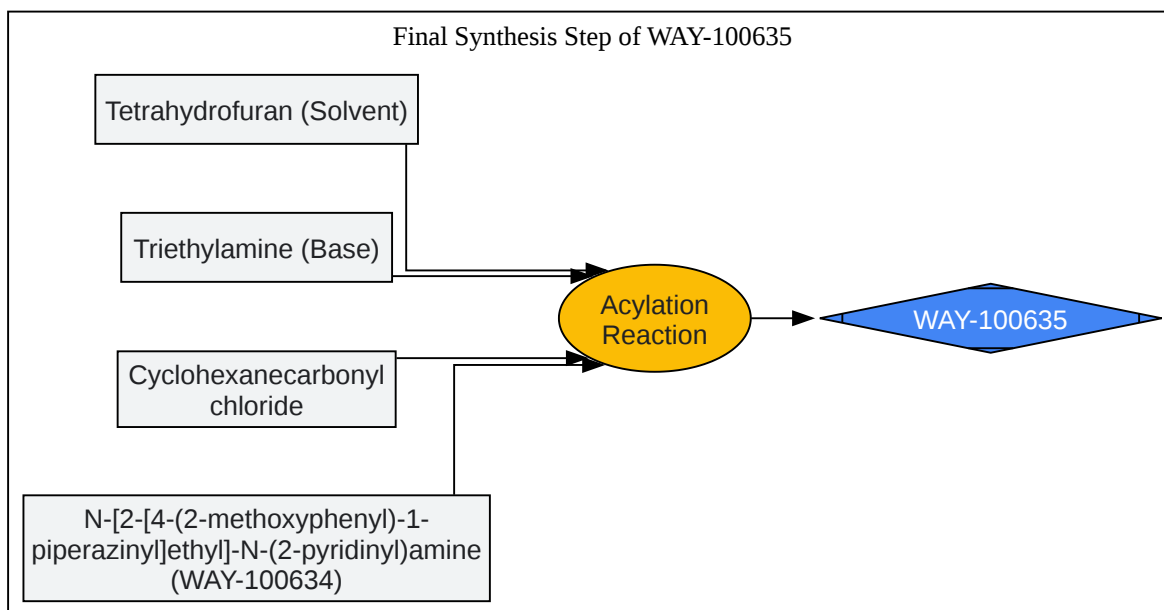 Final Synthesis Step of WAY-100635
Tetrahydrofuran (Solvent)
Triethylamine (Base)
Cyclohexanecarbonyl
chloride
N-[2-[4-(2-methoxyphenyl)-1-
piperazinyl]ethyl]-N-(2-pyridinyl)amine
(WAY-100634)
Acylation
Reaction
WAY-100635